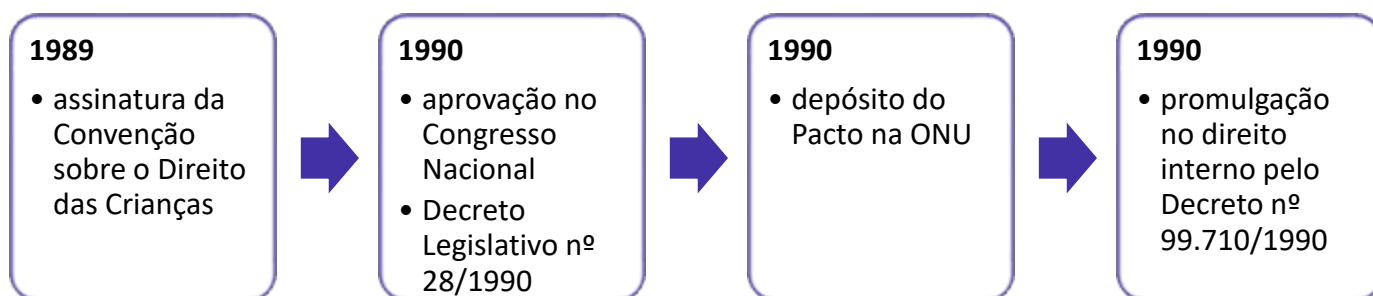 1989
• assinatura da
Convenção
sobre o Direito
das Crianças
1990
• aprovação no
Congresso
Nacional
• Decreto
Legislativo nº
28/1990
1990
• depósito do
Pacto na ONU
1990
• promulgação
no direito
interno pelo
Decreto nº
99.710/1990